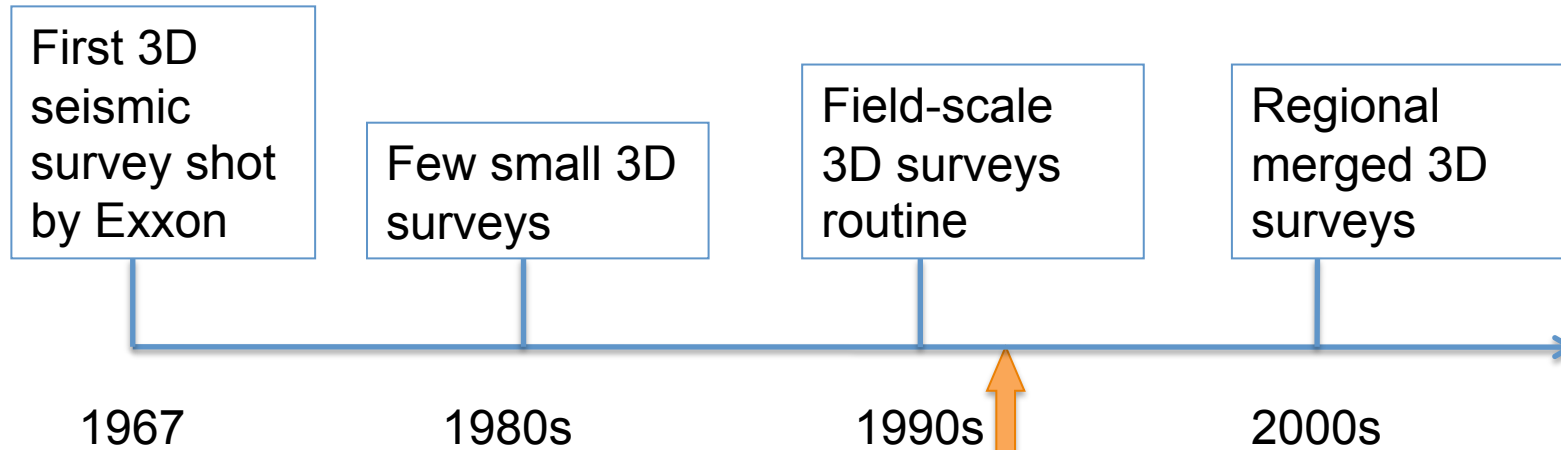 First 3D
seismic
survey shot
by Exxon
Few small 3D
surveys
Field-scale
3D surveys
routine
Regional
merged 3D
surveys
1967
1980s
1990s
2000s